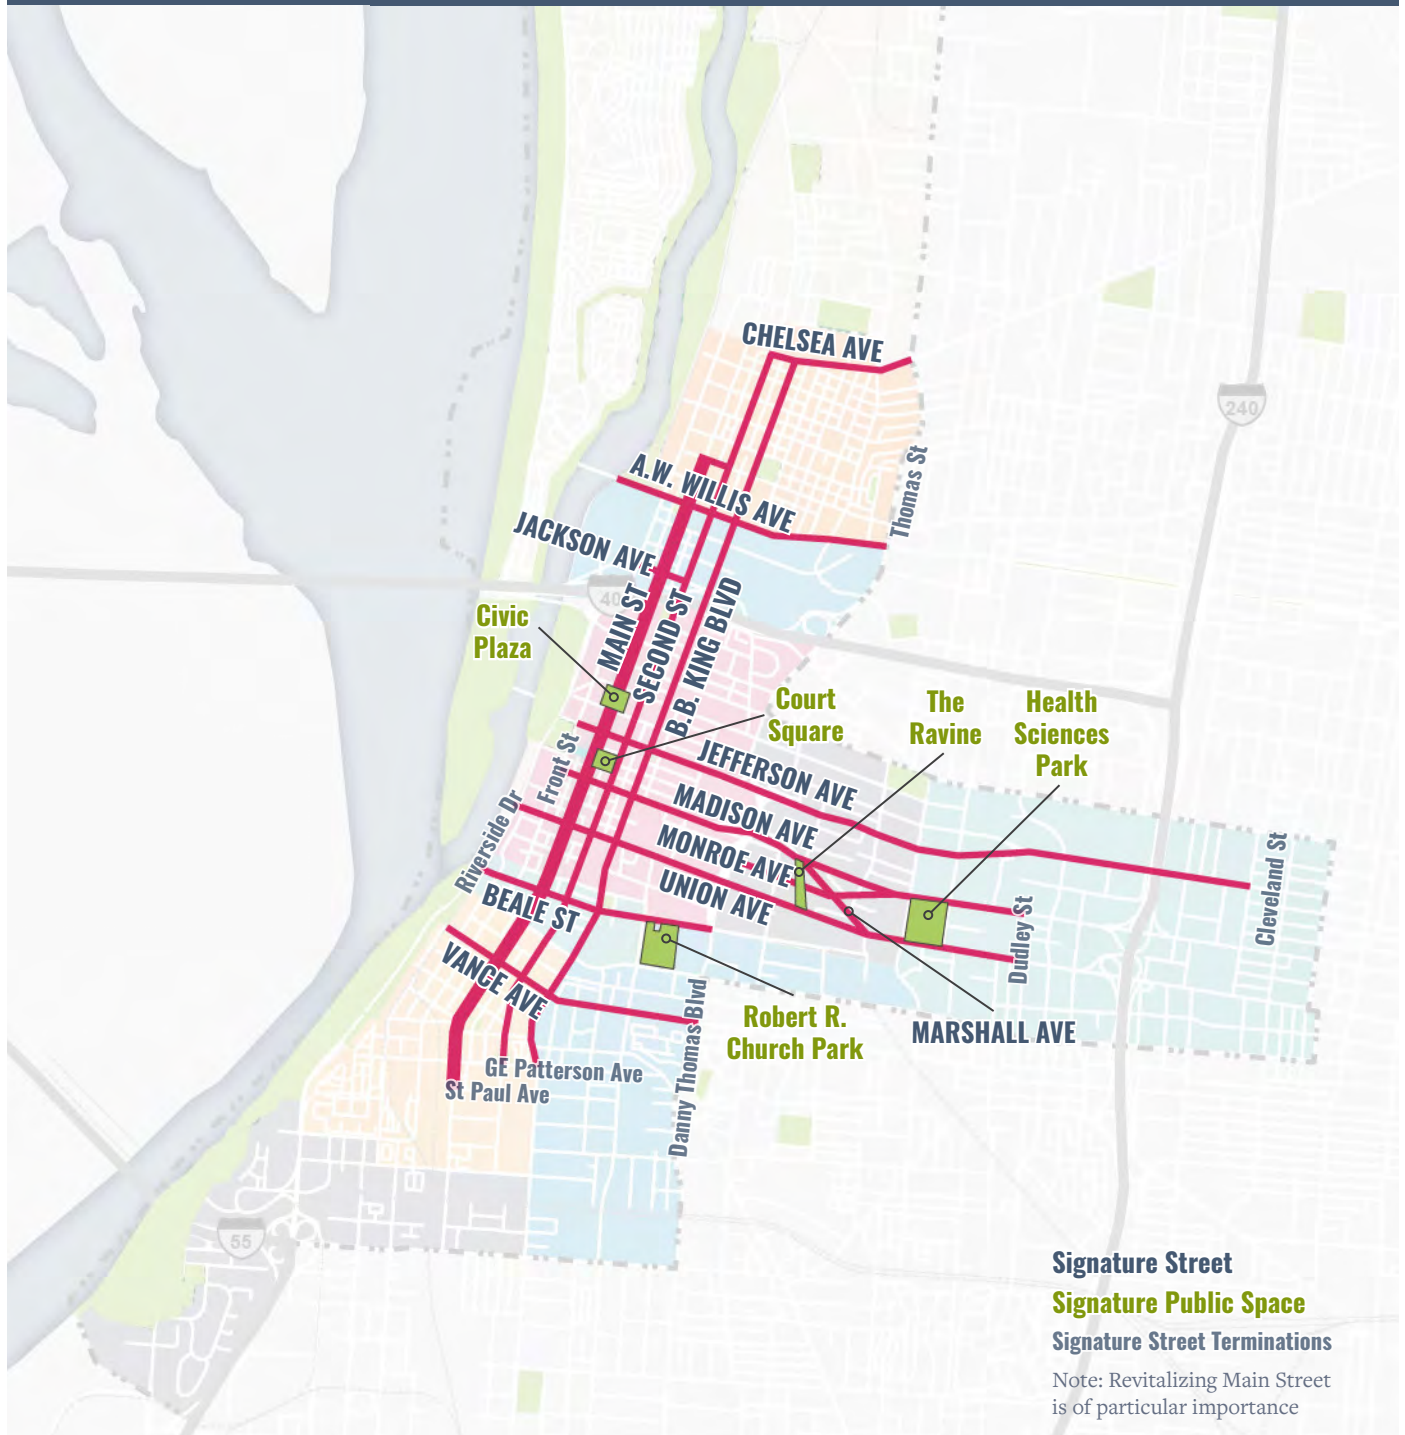 CHELSEA AVE
240
A.W. WILLIS AVE
Thomas St
JACKSON AVE
40
MAIN ST
SECOND ST
B.B. KING BLVD
Civic
Plaza
Court
Square
The
Ravine
Health
Sciences
Park
Front St
JEFFERSON AVE
MADISON AVE
MONROE AVE
UNION AVE
Riverside Dr
BEALE ST
VANCE AVE
Cleveland St
Dudley St
Robert R.
Church Park
MARSHALL AVE
GE Patterson Ave
St Paul Ave
Danny Thomas Blvd
55
Signature Street
Signature Public Space
Signature Street Terminations
Note: Revitalizing Main Street
is of particular importance